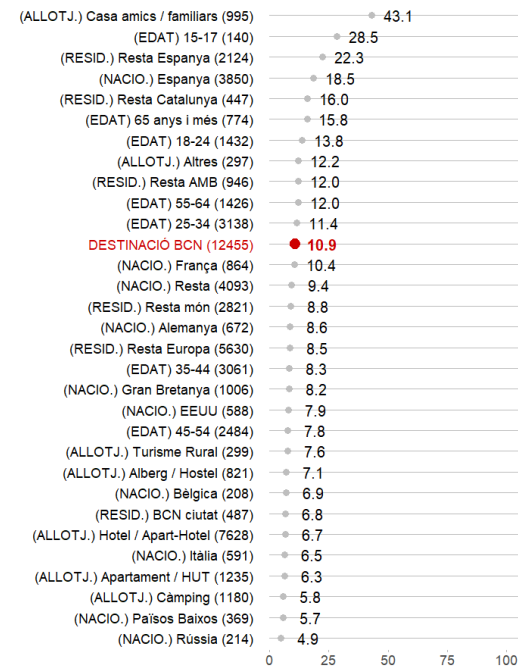 (ALLOTJ.) Casa amics / familiars (995) 43.1
(EDAT) 15-17 (140) 28.5
(RESID.) Resta Espanya (2124) 22.3
(NACIO.) Espanya (3850) 18.5
(RESID.) Resta Catalunya (447) 16.0
(EDAT) 65 anys i més (774) 15.8
(EDAT) 18-24 (1432) 13.8
(ALLOTJ.) Altres (297) 12.2
(RESID.) Resta AMB (946) 12.0
(EDAT) 55-64 (1426) 12.0
(EDAT) 25-34 (3138) 11.4
DESTINACIÓ BCN (12455) 10.9
(NACIO.) França (864) 10.4
(NACIO.) Resta (4093) 9.4
(RESID.) Resta món (2821) 8.8
(NACIO.) Alemanya (672) 8.6
(RESID.) Resta Europa (5630) 8.5
(EDAT) 35-44 (3061) 8.3
(NACIO.) Gran Bretanya (1006) 8.2
(NACIO.) EEUU (588) 7.9
(EDAT) 45-54 (2484) 7.8
(ALLOTJ.) Turisme Rural (299) 7.6
(ALLOTJ.) Alberg / Hostel (821) 7.1
(NACIO.) Bèlgica (208) 6.9
(RESID.) BCN ciutat (487) 6.8
(ALLOTJ.) Hotel / Apart-Hotel (7628) 6.7
(NACIO.) Itàlia (591) 6.5
(ALLOTJ.) Apartament / HUT (1235) 6.3
(ALLOTJ.) Càmping (1180) 5.8
(NACIO.) Països Baixos (369) 5.7
(NACIO.) Rússia (214) 4.9
0 25 50 75 100